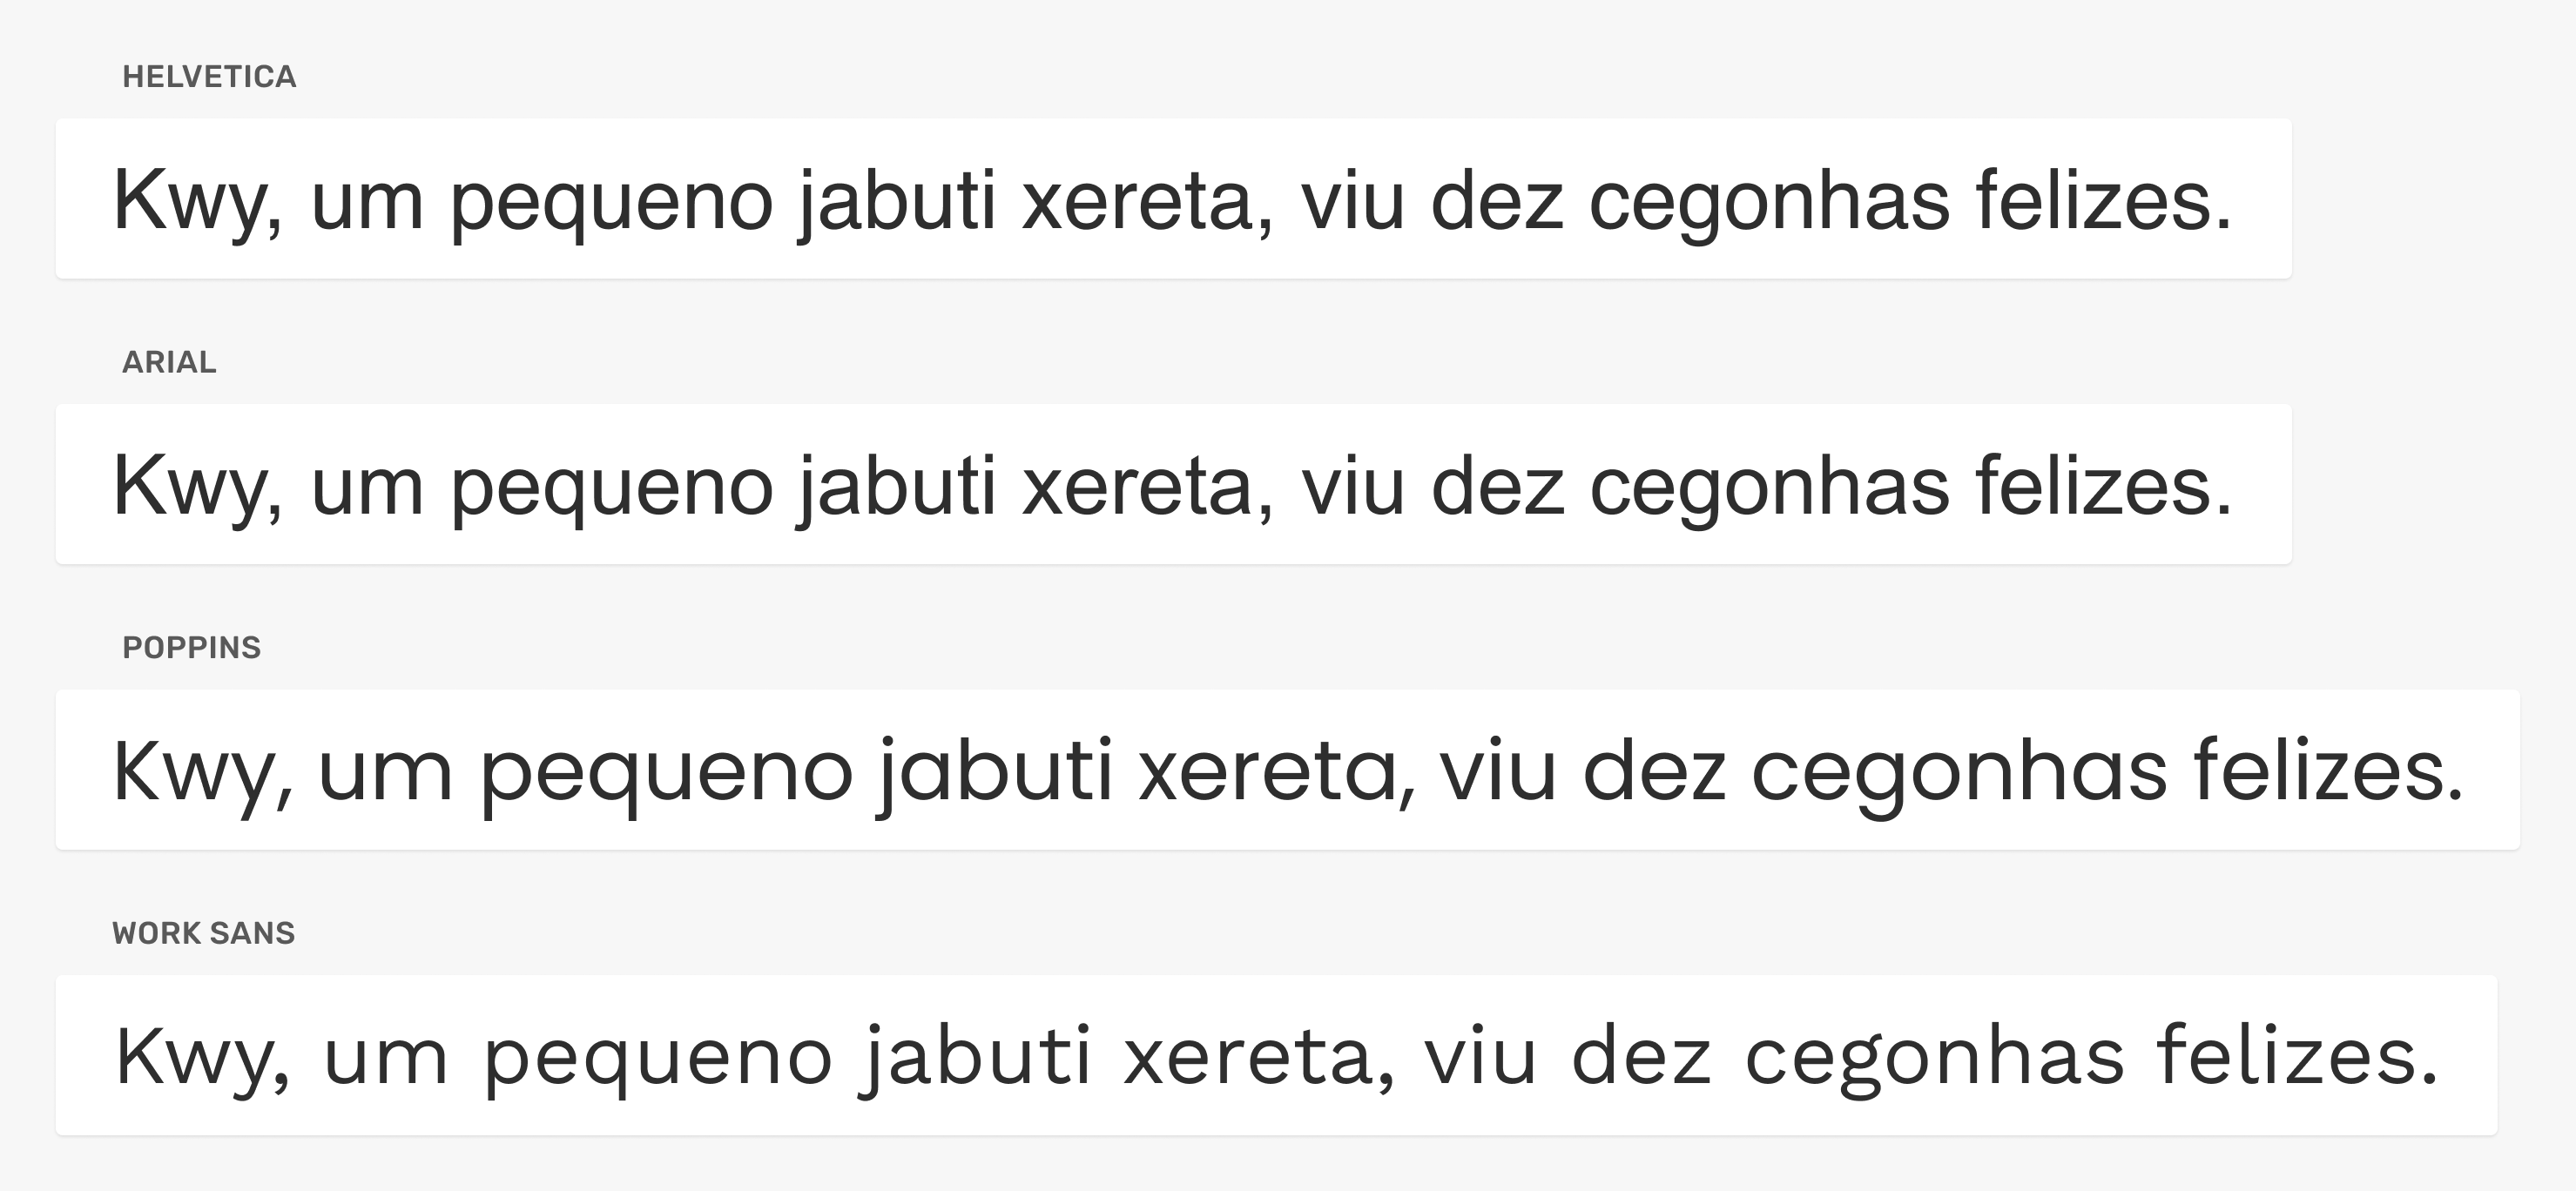 HELVETICA
Kwy, um pequeno jabuti xereta, viu dez cegonhas felizes.
ARIAL
Kwy, um pequeno jabuti xereta, viu dez cegonhas felizes.
POPPINS
Kwy, um pequeno jabuti xereta, viu dez cegonhas felizes.
WORK SANS
Kwy, um pequeno jabuti xereta, viu dez cegonhas felizes.